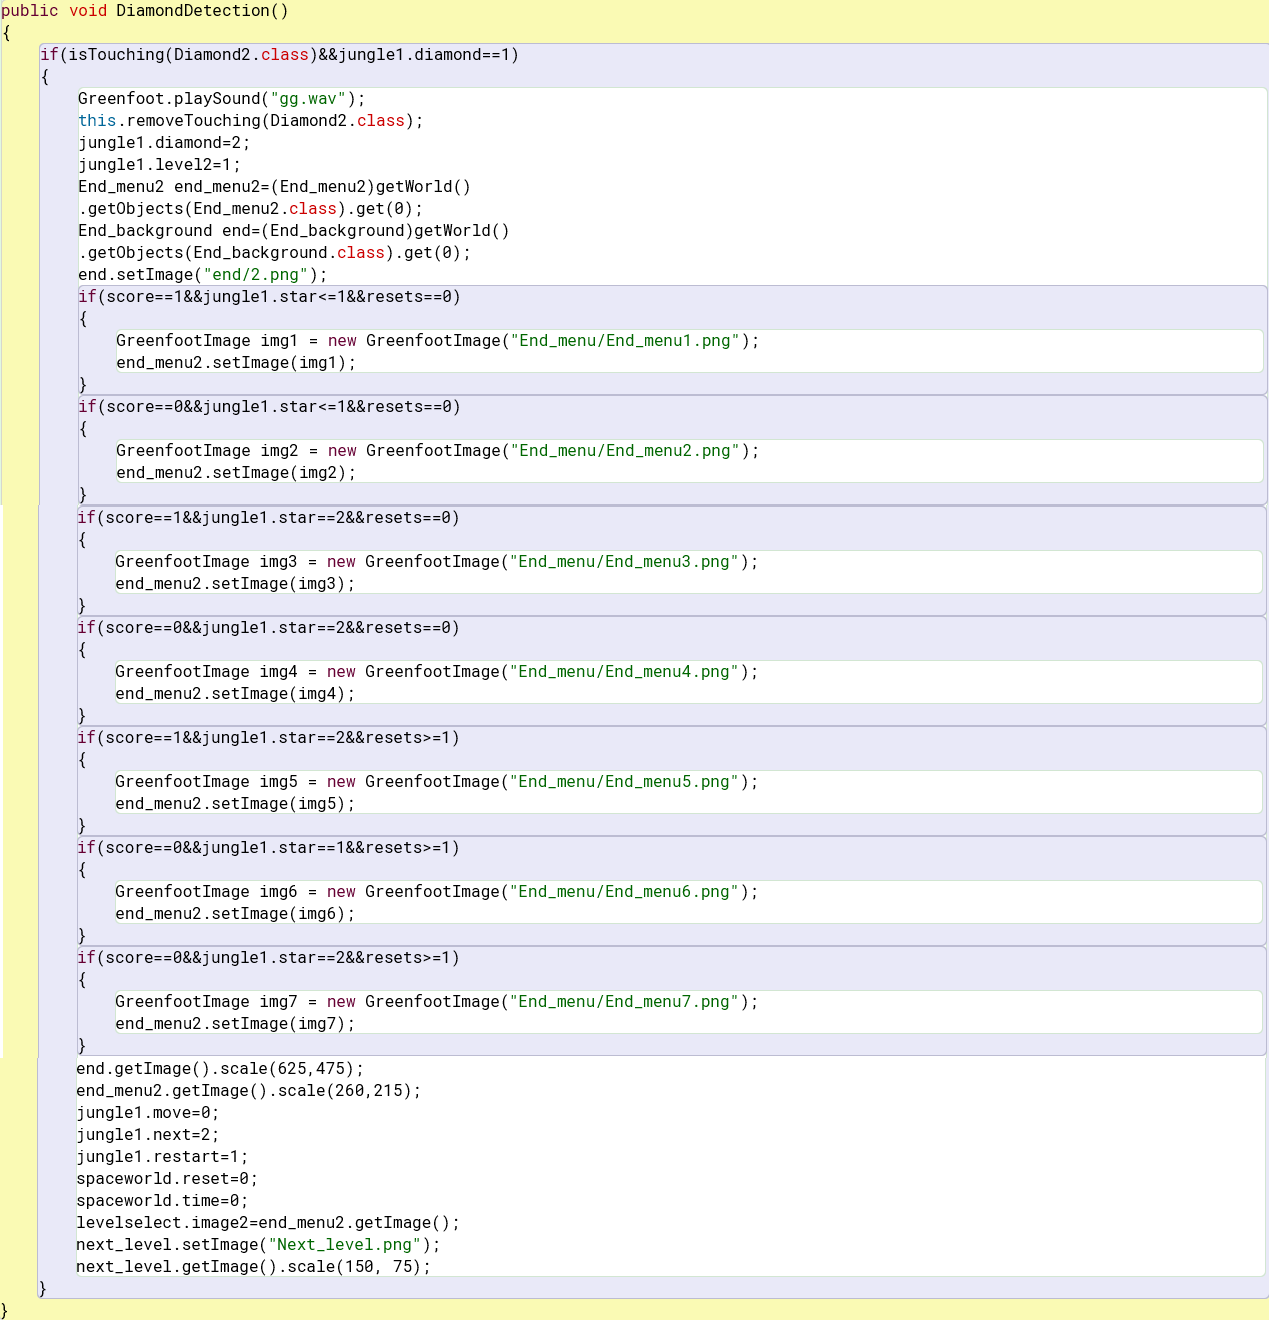 public void DiamondDetection()
{
if(isTouching(Diamond2.class)&&jungle1.diamond==1)
{
Greenfoot.playSound("gg.wav");
this.removeTouching(Diamond2.class);
jungle1.diamond=2;
jungle1.level2=1;
End_menu2 end_menu2=(End_menu2)getWorld()
.getObjects(End_menu2.class).get(0);
End_background end=(End_background)getWorld()
.getObjects(End_background.class).get(0);
end.setImage("end/2.png");
if(score==1&&jungle1.star<=1&&resets==0)
{
GreenfootImage img1 = new GreenfootImage("End_menu/End_menu1.png");
end_menu2.setImage(img1);
}
if(score==0&&jungle1.star<=1&&resets==0)
{
GreenfootImage img2 = new GreenfootImage("End_menu/End_menu2.png");
end_menu2.setImage(img2);
}
if(score==1&&jungle1.star==2&&resets==0)
{
GreenfootImage img3 = new GreenfootImage("End_menu/End_menu3.png");
end_menu2.setImage(img3);
}
if(score==0&&jungle1.star==2&&resets==0)
{
GreenfootImage img4 = new GreenfootImage("End_menu/End_menu4.png");
end_menu2.setImage(img4);
}
if(score==1&&jungle1.star==2&&resets>=1)
{
GreenfootImage img5 = new GreenfootImage("End_menu/End_menu5.png");
end_menu2.setImage(img5);
}
if(score==0&&jungle1.star==1&&resets>=1)
{
GreenfootImage img6 = new GreenfootImage("End_menu/End_menu6.png");
end_menu2.setImage(img6);
}
if(score==0&&jungle1.star==2&&resets>=1)
{
GreenfootImage img7 = new GreenfootImage("End_menu/End_menu7.png");
end_menu2.setImage(img7);
}
end.getImage().scale(625,475);
end_menu2.getImage().scale(260,215);
jungle1.move=0;
jungle1.next=2;
jungle1.restart=1;
spaceworld.reset=0;
spaceworld.time=0;
levelselect.image2=end_menu2.getImage();
next_level.setImage("Next_level.png");
next_level.getImage().scale(150, 75);
}
}